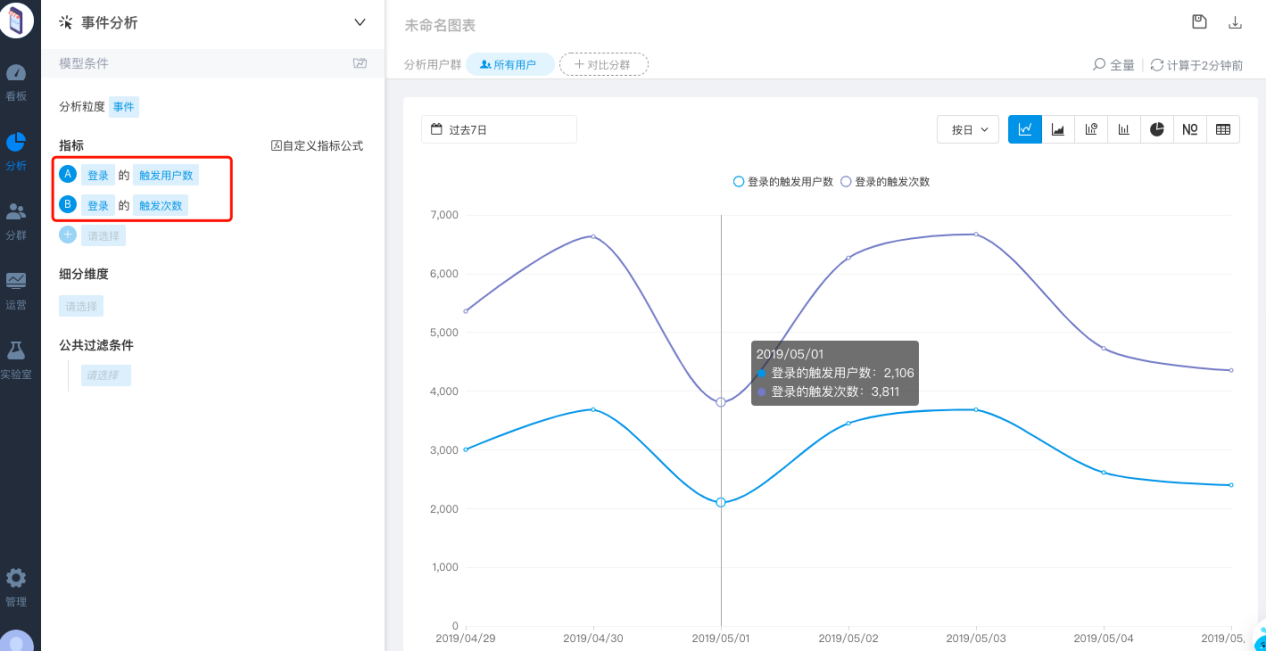 事件分析
模型条件
分析粒度 事件
指标
自定义指标公式
A 登录 的 触发用户数
B 登录 的 触发次数
请选择
细分维度
请选择
公共过滤条件
请选择
看板
分析
分群
运营
实验室
管理
未命名图表
分析用户群 所有用户 + 对比分群
全量 计算于2分钟前
过去7日
按日
Nº
登录的触发用户数 登录的触发次数
7,000
6,000
5,000
4,000
3,000
2,000
1,000
0
2019/05/01
登录的触发用户数: 2,106
登录的触发次数: 3,811
2019/04/29 2019/04/30 2019/05/01 2019/05/02 2019/05/03 2019/05/04 2019/05,